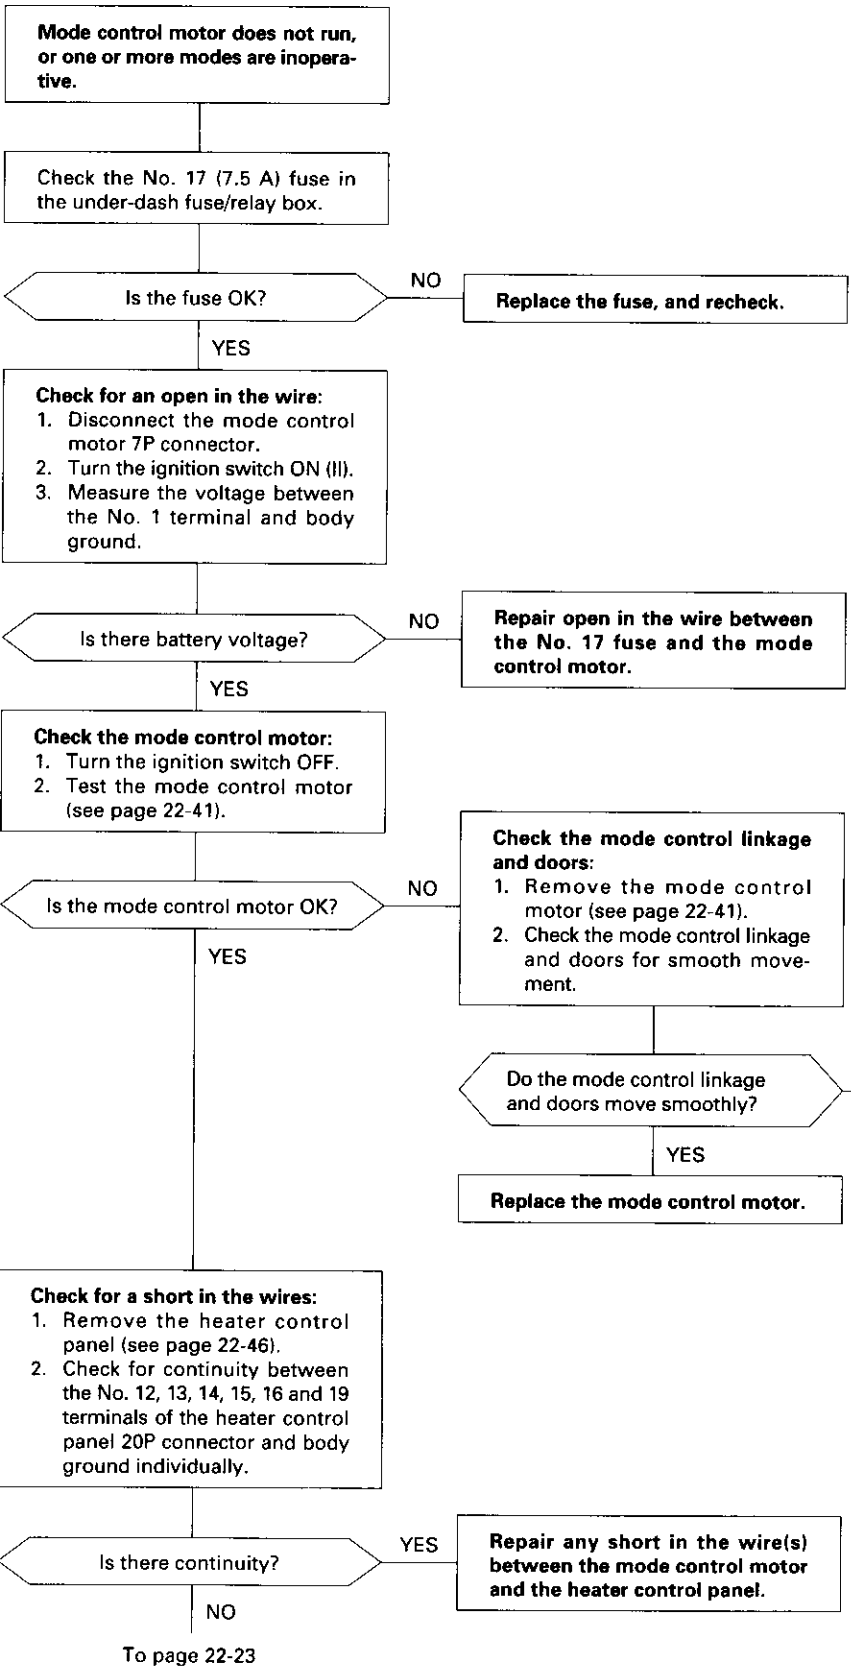 Mode control motor does not run,
or one or more modes are inopera-
tive.
Check the No. 17 (7.5 A) fuse in
the under-dash fuse/relay box.
Is the fuse OK?
NO
Replace the fuse, and recheck.
YES
Check for an open in the wire:
1. Disconnect the mode control
motor 7P connector.
2. Turn the ignition switch ON (II).
3. Measure the voltage between
the No. 1 terminal and body
ground.
Is there battery voltage?
NO
Repair open in the wire between
the No. 17 fuse and the mode
control motor.
YES
Check the mode control motor:
1. Turn the ignition switch OFF.
2. Test the mode control motor
(see page 22-41).
Is the mode control motor OK?
NO
Check the mode control linkage
and doors:
1. Remove the mode control
motor (see page 22-41).
2. Check the mode control linkage
and doors for smooth move-
ment.
YES
Do the mode control linkage
and doors move smoothly?
YES
Replace the mode control motor.
Check for a short in the wires:
1. Remove the heater control
panel (see page 22-46).
2. Check for continuity between
the No. 12, 13, 14, 15, 16 and 19
terminals of the heater control
panel 20P connector and body
ground individually.
Is there continuity?
YES
Repair any short in the wire(s)
between the mode control motor
and the heater control panel.
NO
To page 22-23